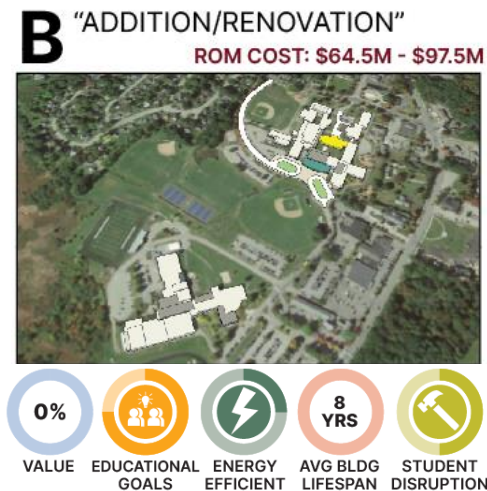 B "ADDITION/RENOVATION"
ROM COST: $64.5M - $97.5M
0%
8
YRS
VALUE
EDUCATIONAL
GOALS
ENERGY
EFFICIENT
AVG BLDG
LIFESPAN
STUDENT
DISRUPTION